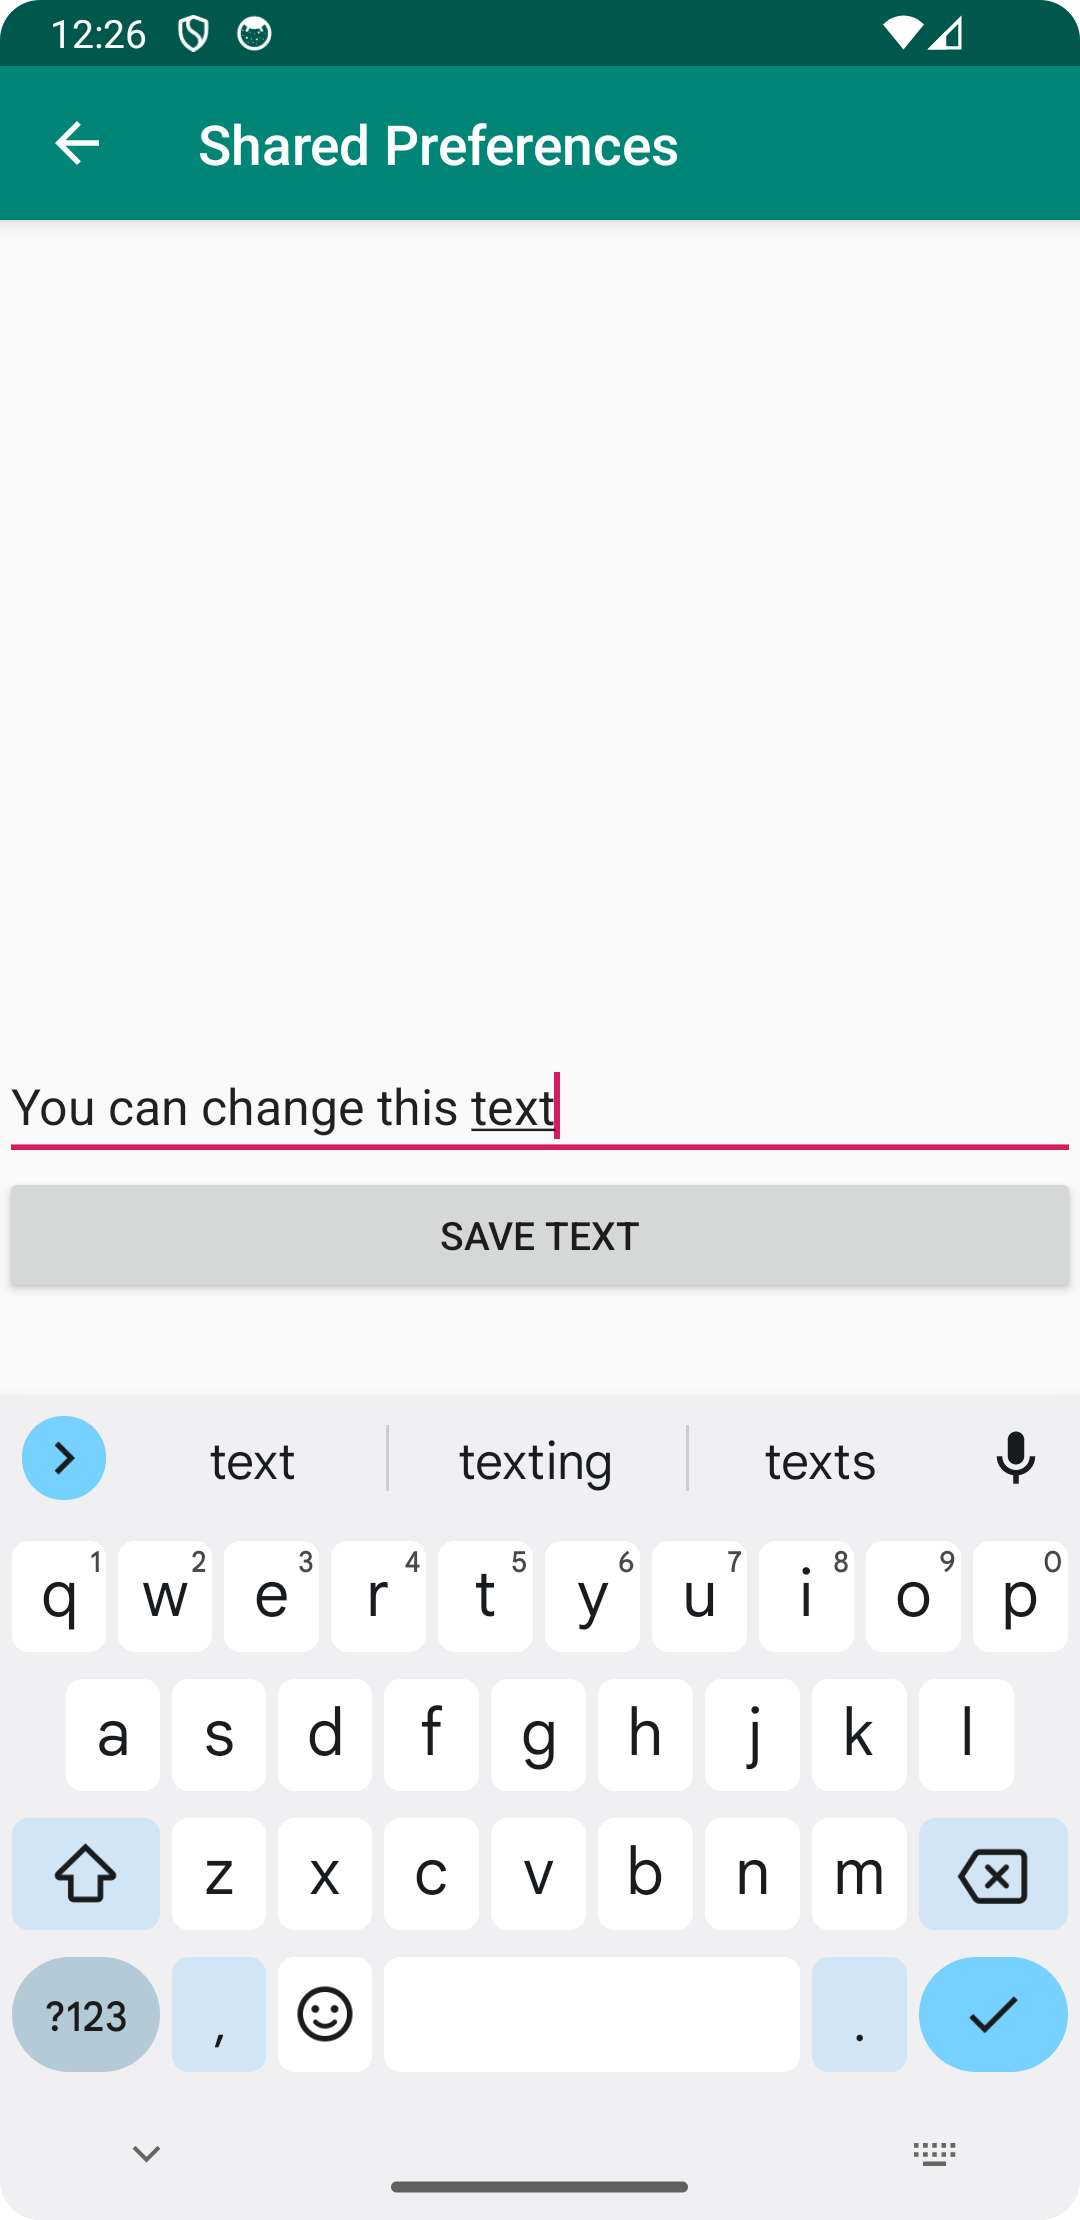 12:26
Shared Preferences
You can change this text
SAVE TEXT
text texting texts
q 1 w 2 e 3 r 4 t 5 y 6 u 7 i 8 o 9 p 0
a s d f g h j k l
z x c v b n m
?123 , .